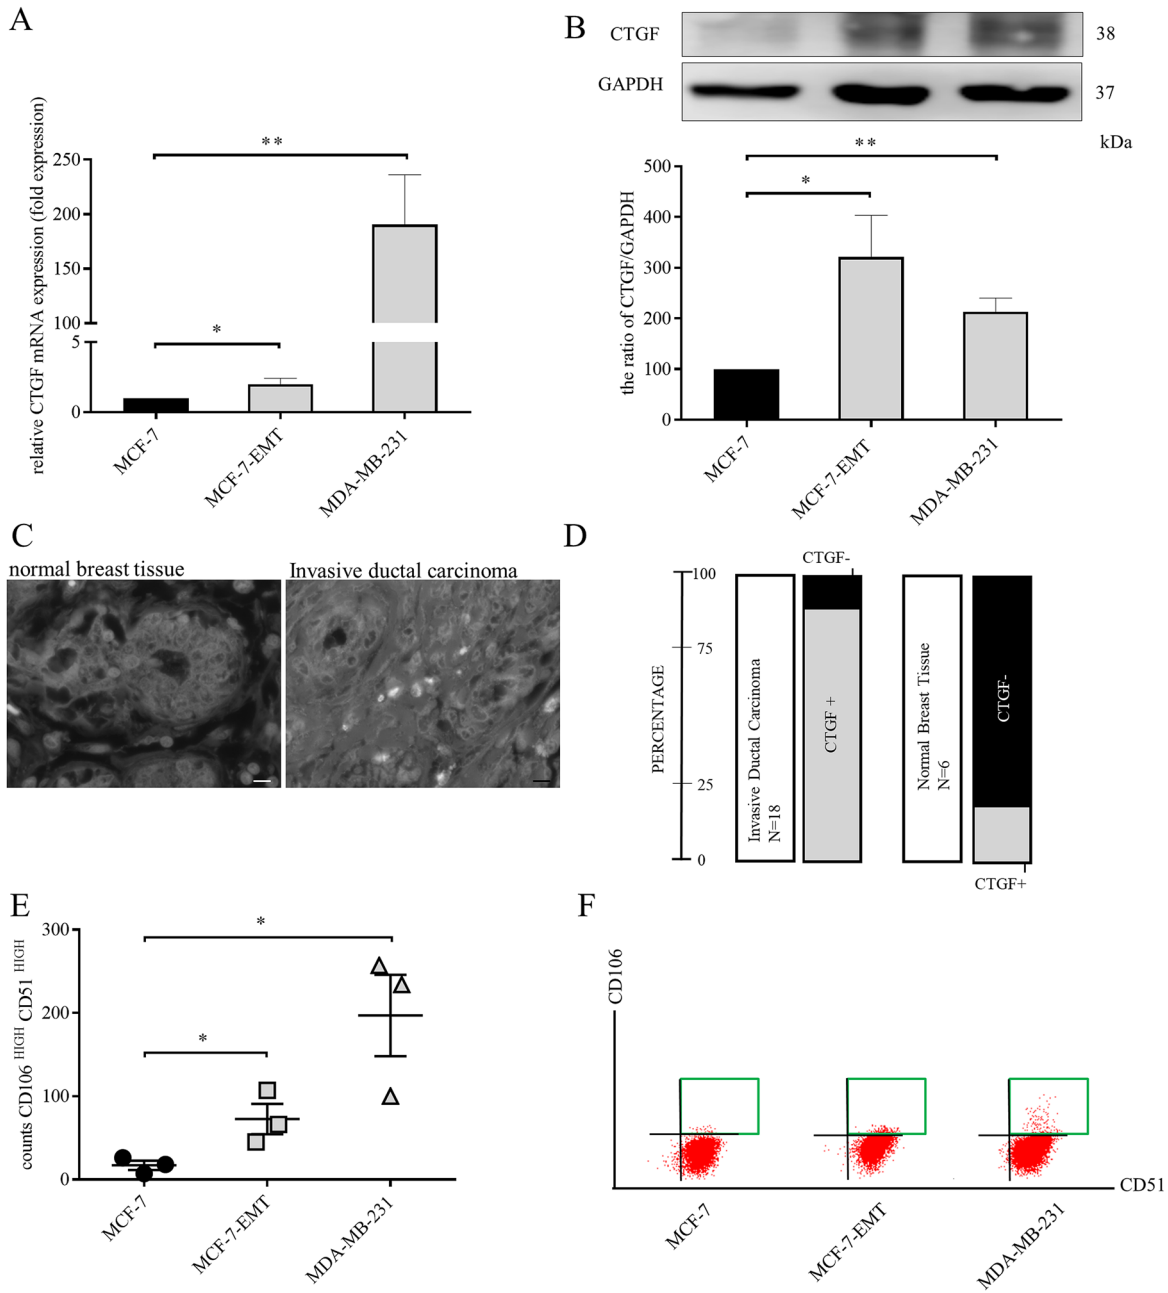 A
relative CTGF mRNA expression (fold expression)
250
200
150
100
5
0
**
*
MCF-7
MCF-7-EMT
MDA-MB-231
B
CTGF
38
GAPDH
37
kDa
the ratio of CTGF/GAPDH
500
400
300
200
100
0
**
*
MCF-7
MCF-7-EMT
MDA-MB-231
C
normal breast tissue
Invasive ductal carcinoma
D
PERCENTAGE
100
75
25
0
Invasive Ductal Carcinoma
N=18
CTGF-
CTGF +
Normal Breast Tissue
N=6
CTGF-
CTGF+
E
counts CD106 HIGH CD51 HIGH
300
200
100
0
*
*
MCF-7
MCF-7-EMT
MDA-MB-231
F
CD106
CD51
MCF-7
MCF-7-EMT
MDA-MB-231